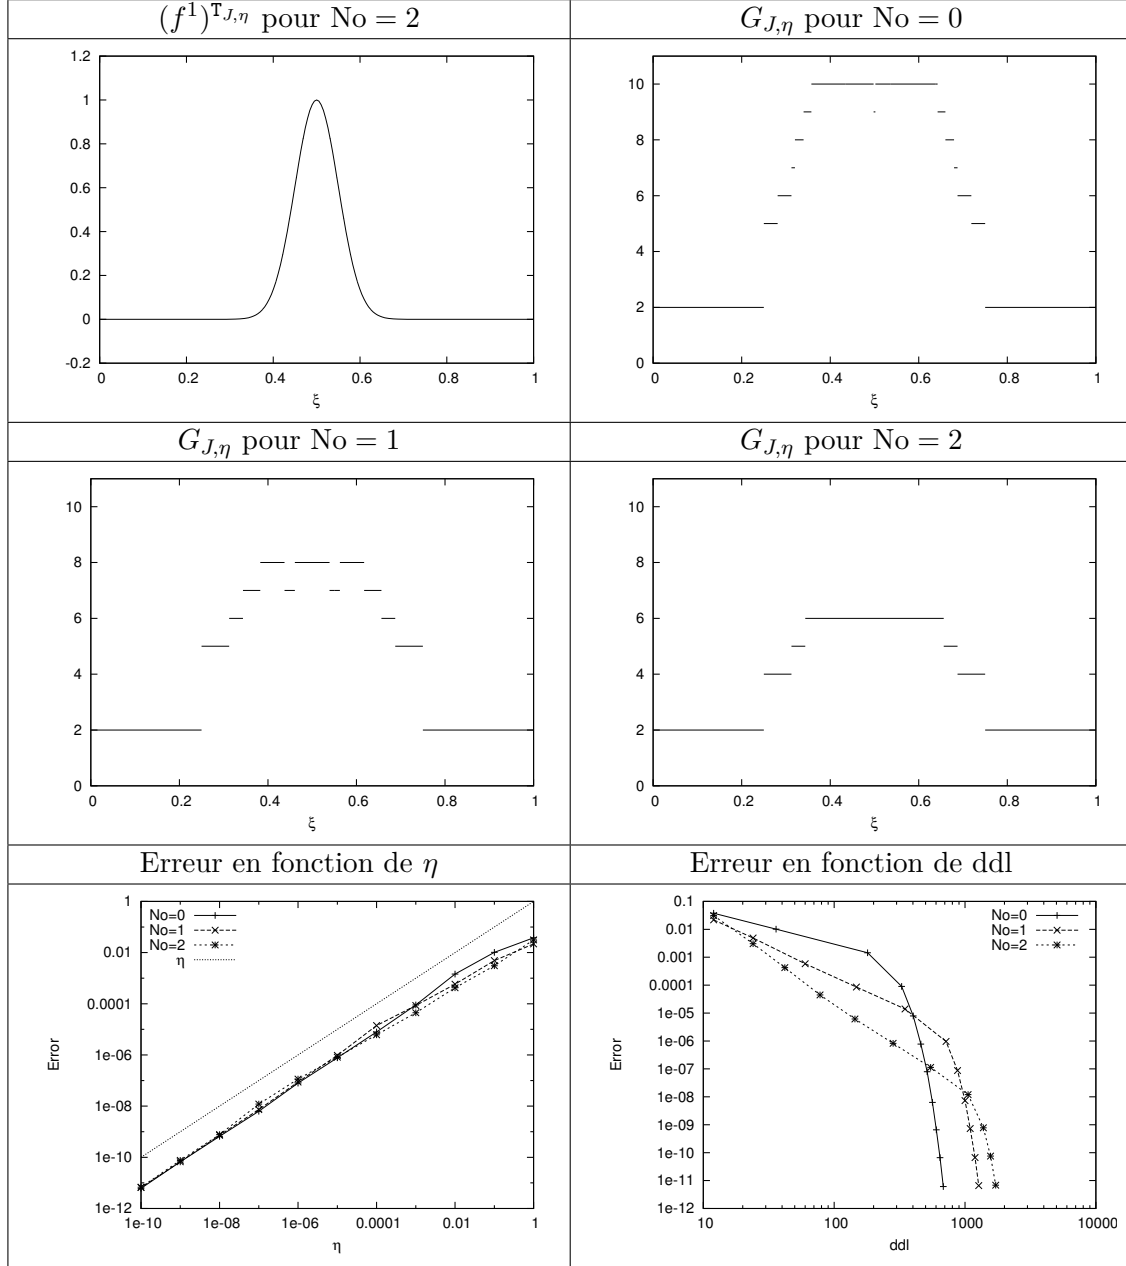 (f¹)^{T_{J,η}} pour No = 2
G_{J,η} pour No = 0
1.2
1
0.8
0.6
0.4
0.2
0
-0.2
0 0.2 0.4 0.6 0.8 1
ξ
10
8
6
4
2
0
0 0.2 0.4 0.6 0.8 1
ξ
G_{J,η} pour No = 1
G_{J,η} pour No = 2
10
8
6
4
2
0
0 0.2 0.4 0.6 0.8 1
ξ
10
8
6
4
2
0
0 0.2 0.4 0.6 0.8 1
ξ
Erreur en fonction de η
Erreur en fonction de ddl
No=0
No=1
No=2
η
Error
1
0.01
0.0001
1e-06
1e-08
1e-10
1e-12
1e-10 1e-08 1e-06 0.0001 0.01 1
η
No=0
No=1
No=2
Error
0.1
0.01
0.001
0.0001
1e-05
1e-06
1e-07
1e-08
1e-09
1e-10
1e-11
1e-12
10 100 1000 10000
ddl